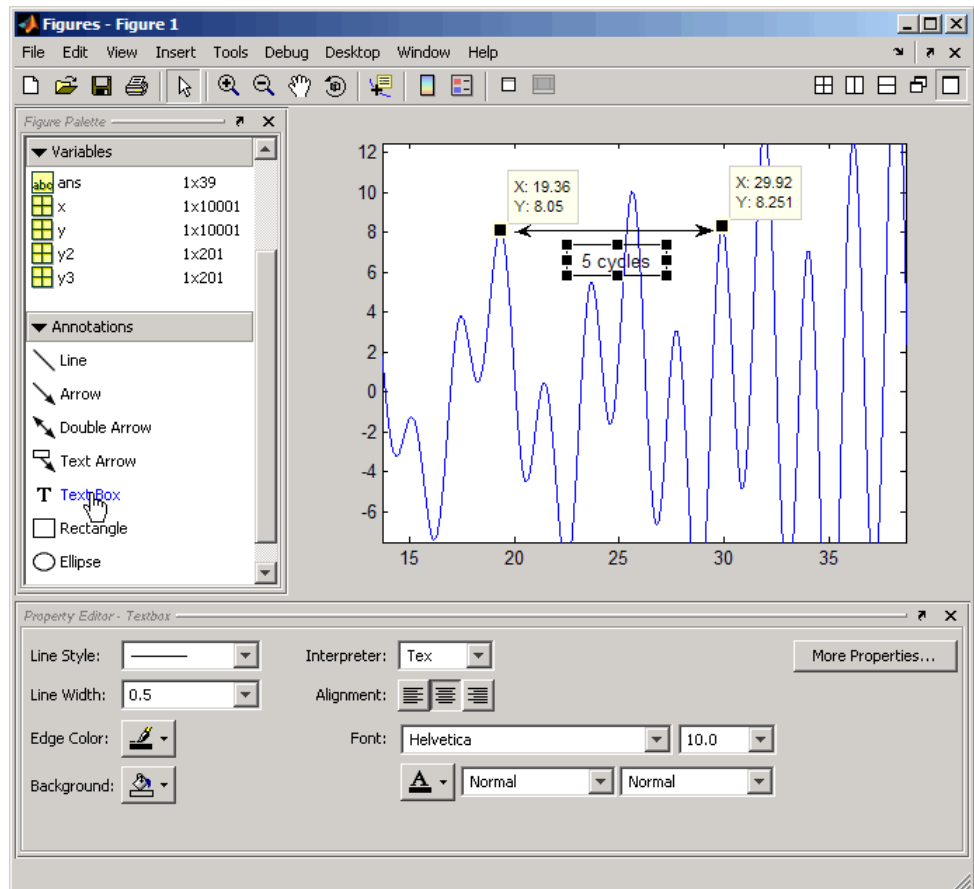 Figures - Figure 1
File Edit View Insert Tools Debug Desktop Window Help
Figure Palette
Variables
abc ans 1x39
x 1x10001
y 1x10001
y2 1x201
y3 1x201
Annotations
Line
Arrow
Double Arrow
Text Arrow
T Text Box
Rectangle
Ellipse
12
10
8
6
4
2
0
-2
-4
-6
15 20 25 30 35
X: 19.36
Y: 8.05
X: 29.92
Y: 8.251
5 cycles
Property Editor - Textbox
Line Style: Interpreter: Tex More Properties...
Line Width: 0.5 Alignment:
Edge Color: Font: Helvetica 10.0
Background: A Normal Normal